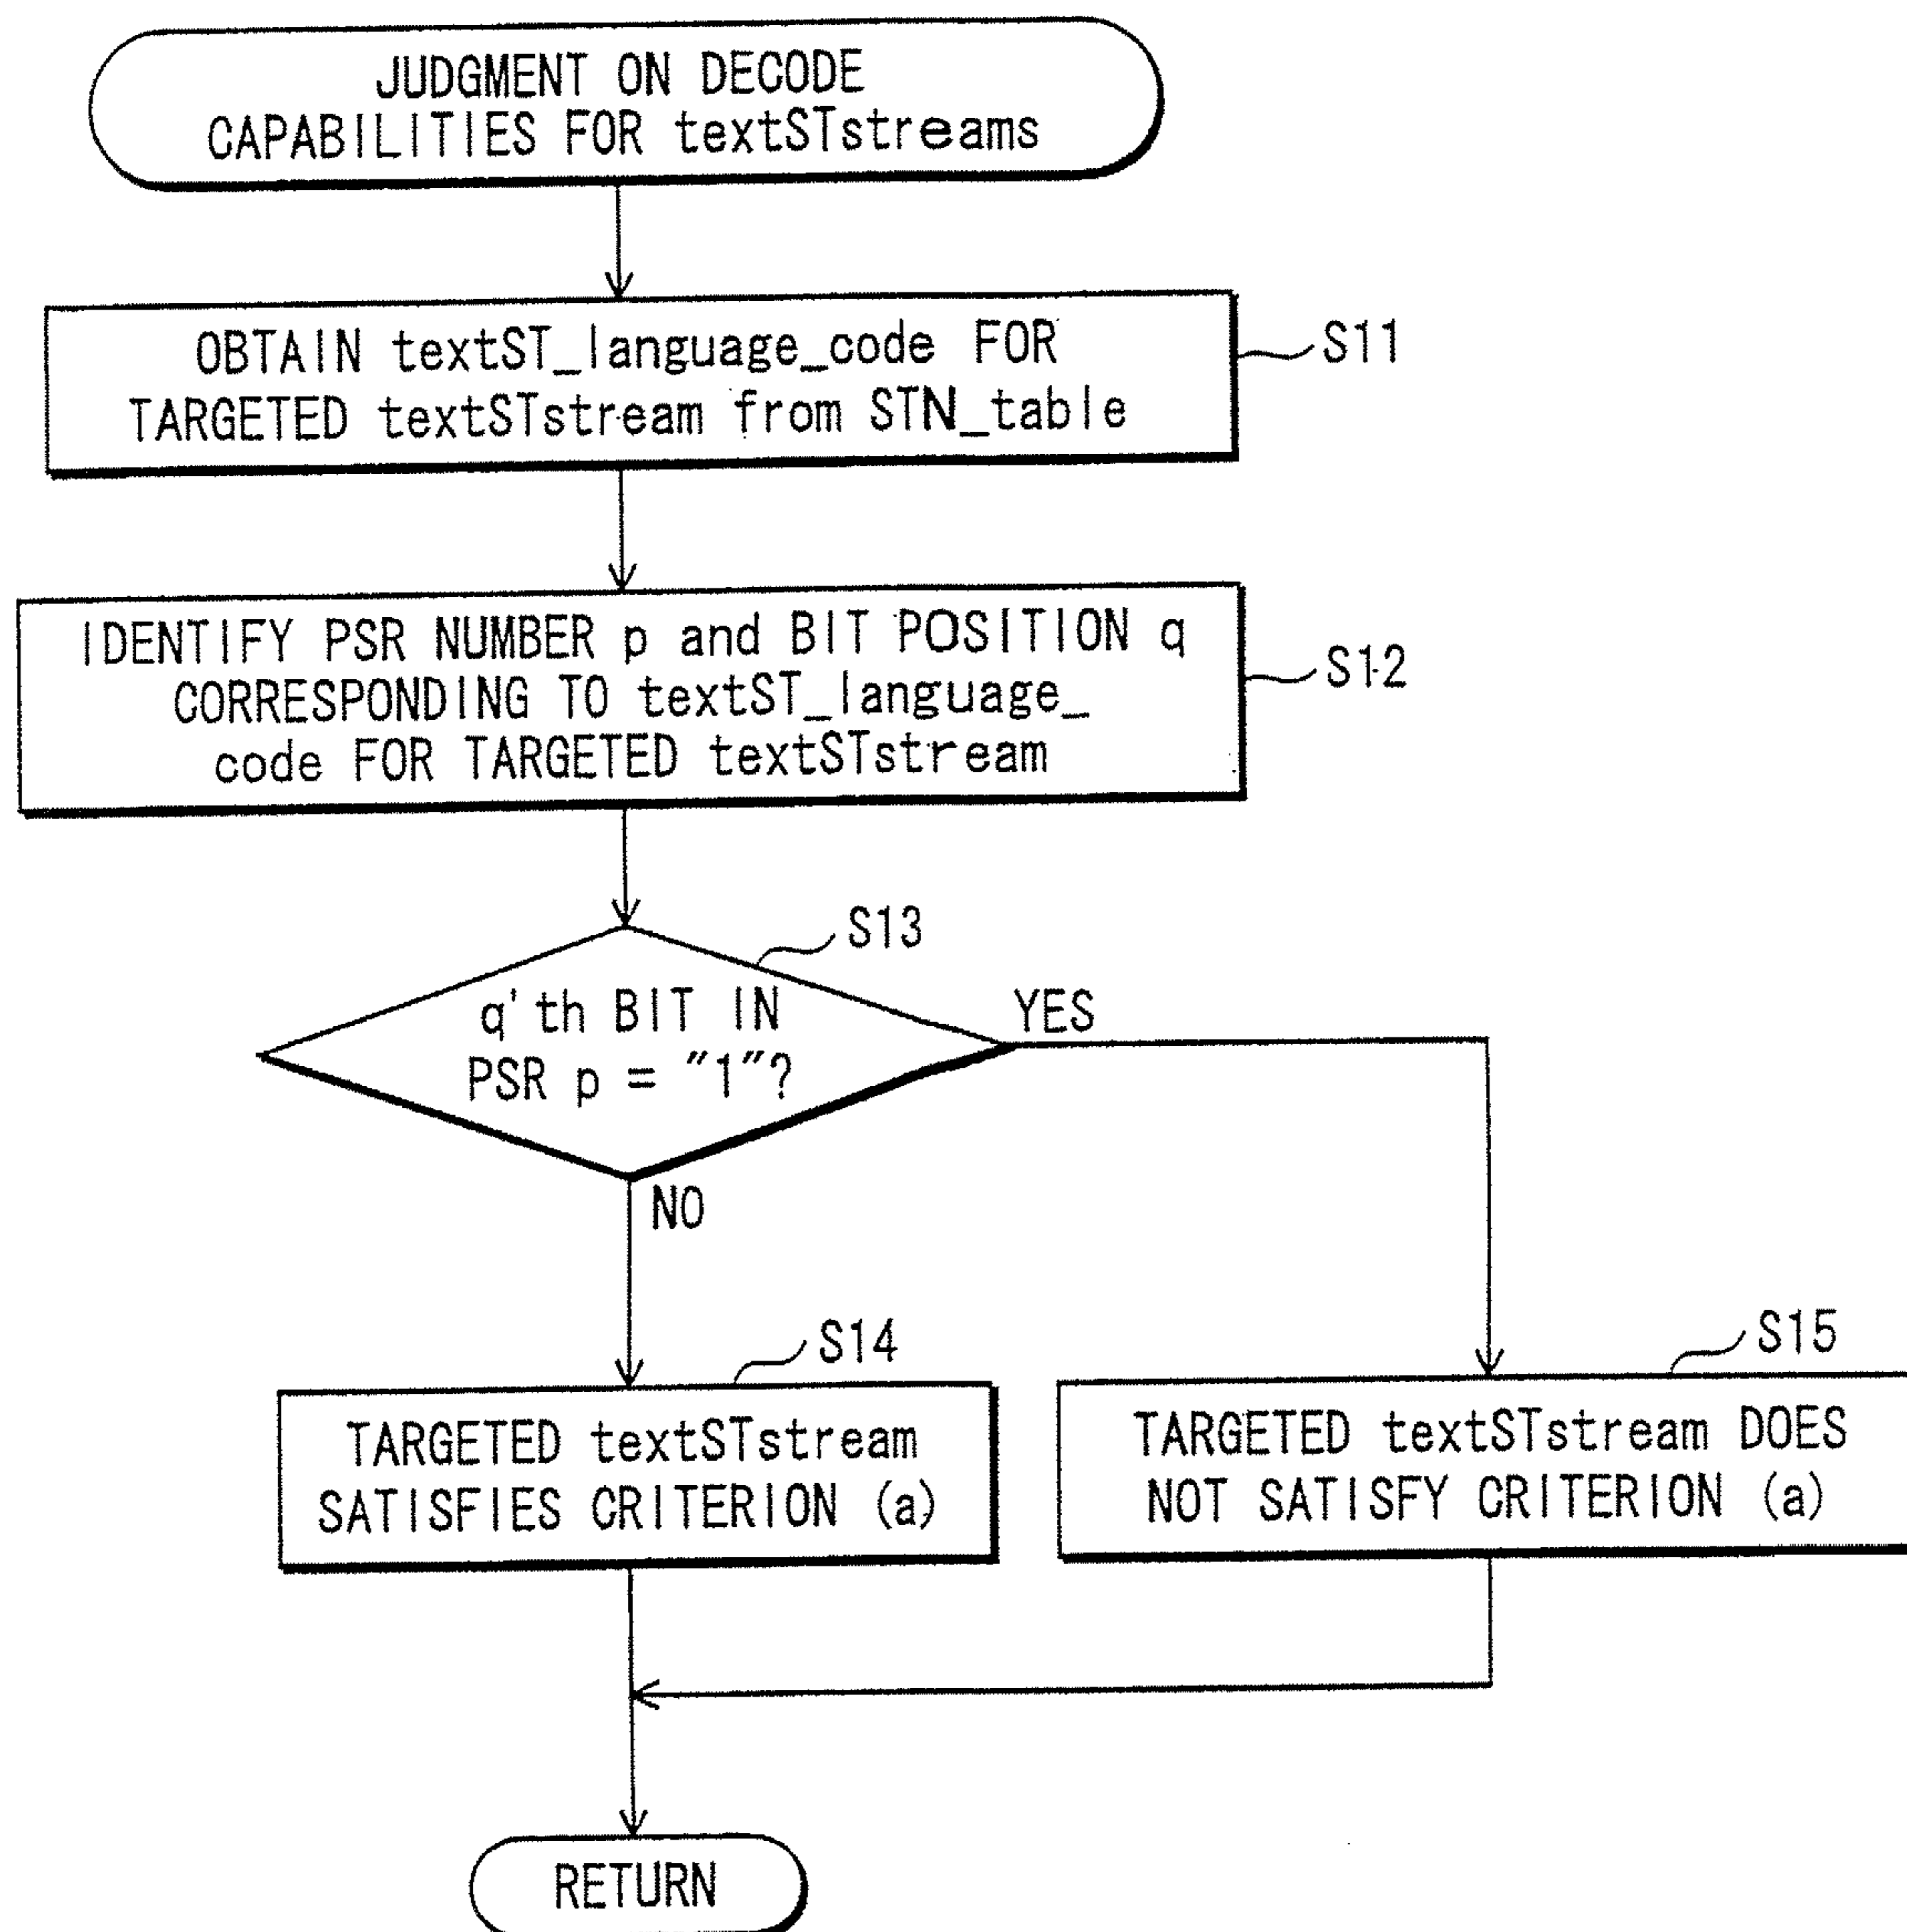 JUDGMENT ON DECODE
CAPABILITIES FOR textSTstreams
OBTAIN textST_language_code FOR
TARGETED textSTstream from STN_table
S11
IDENTIFY PSR NUMBER p and BIT POSITION q
CORRESPONDING TO textST_language_
code FOR TARGETED textSTstream
S12
S13
q'th BIT IN
PSR p = "1"?
YES
NO
S14
S15
TARGETED textSTstream
SATISFIES CRITERION (a)
TARGETED textSTstream DOES
NOT SATISFY CRITERION (a)
RETURN